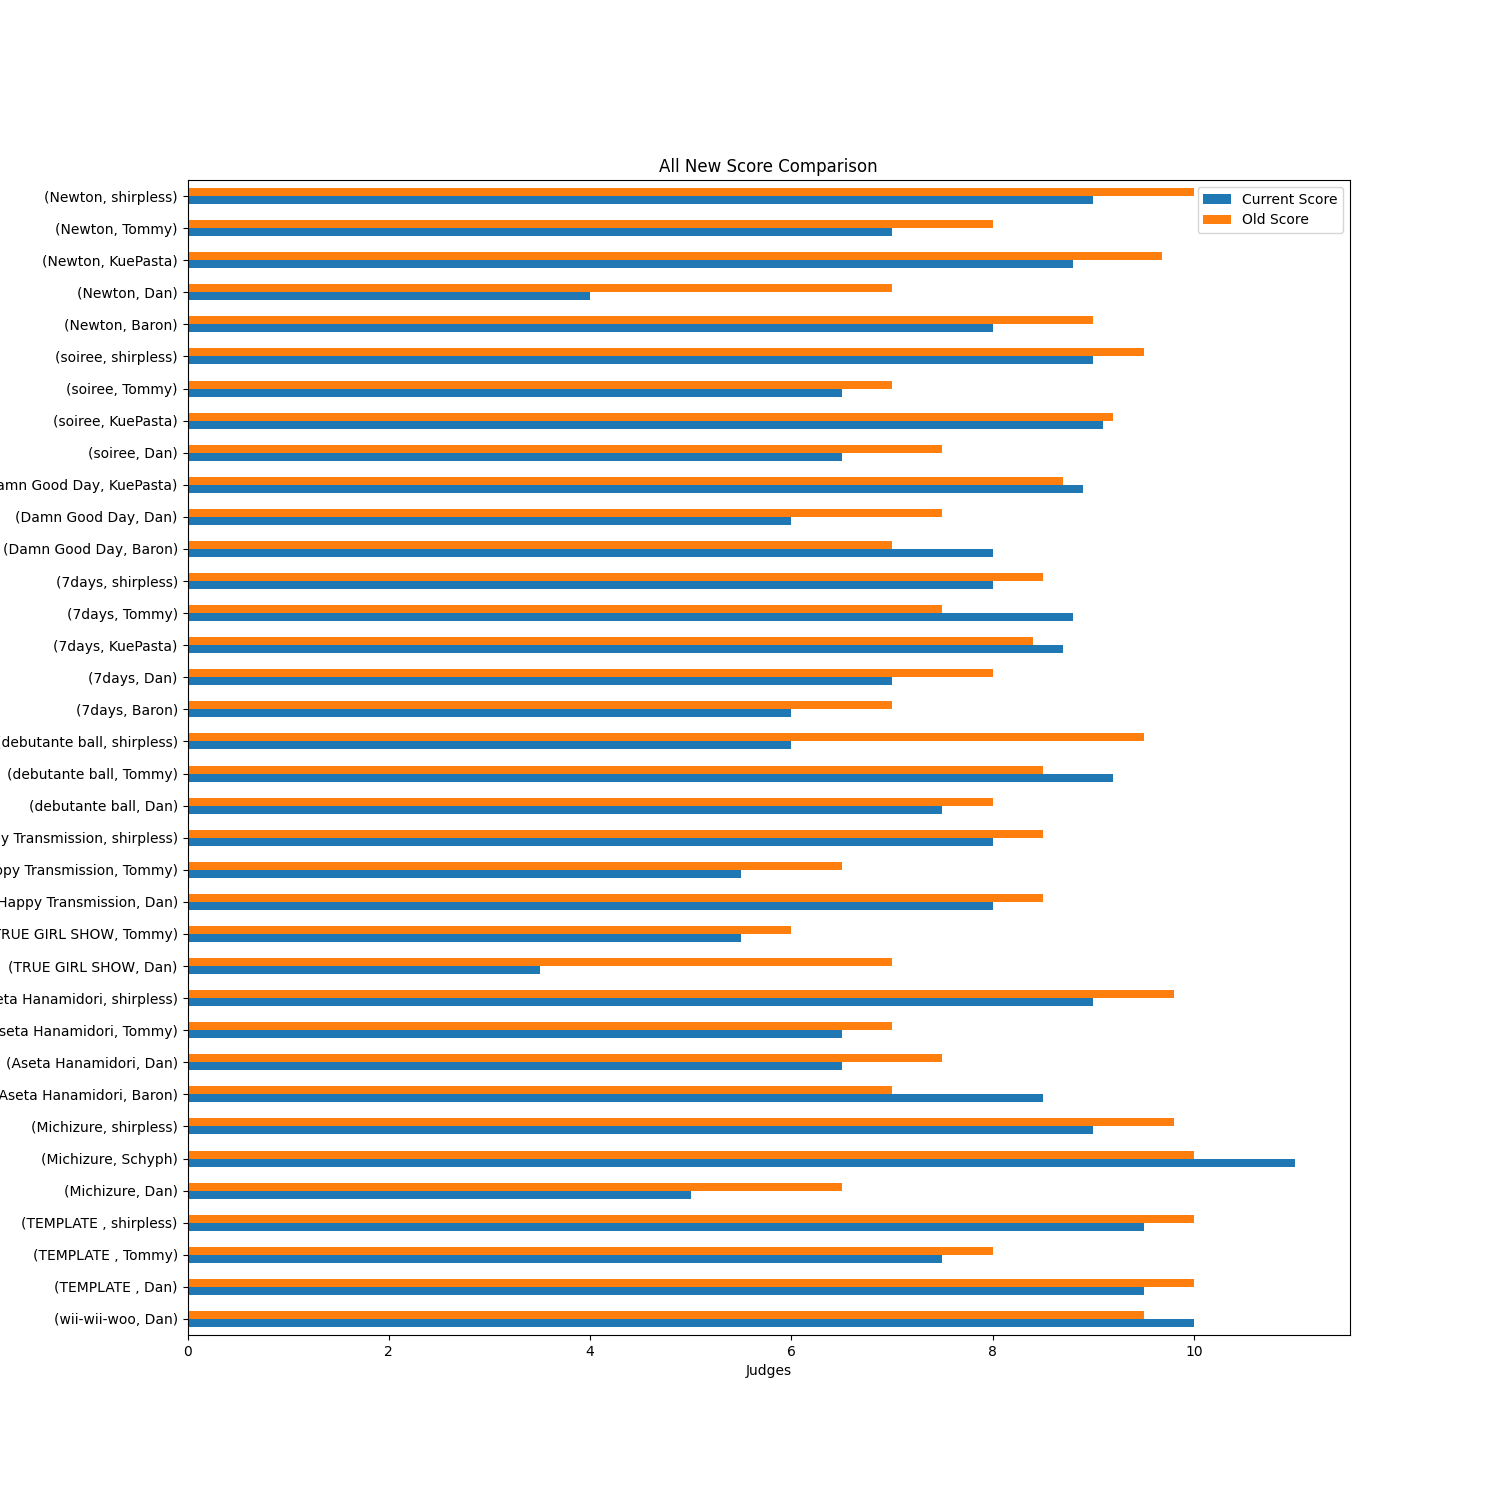 All New Score Comparison
Current Score
Old Score
(Newton, shirpless)
(Newton, Tommy)
(Newton, KuePasta)
(Newton, Dan)
(Newton, Baron)
(soiree, shirpless)
(soiree, Tommy)
(soiree, KuePasta)
(soiree, Dan)
amn Good Day, KuePasta)
(Damn Good Day, Dan)
(Damn Good Day, Baron)
(7days, shirpless)
(7days, Tommy)
(7days, KuePasta)
(7days, Dan)
(7days, Baron)
(debutante ball, shirpless)
(debutante ball, Tommy)
(debutante ball, Dan)
y Transmission, shirpless)
ppy Transmission, Tommy)
Happy Transmission, Dan)
TRUE GIRL SHOW, Tommy)
(TRUE GIRL SHOW, Dan)
eta Hanamidori, shirpless)
seta Hanamidori, Tommy)
(Aseta Hanamidori, Dan)
Aseta Hanamidori, Baron)
(Michizure, shirpless)
(Michizure, Schyph)
(Michizure, Dan)
(TEMPLATE , shirpless)
(TEMPLATE , Tommy)
(TEMPLATE , Dan)
(wii-wii-woo, Dan)
0 2 4 6 8 10
Judges